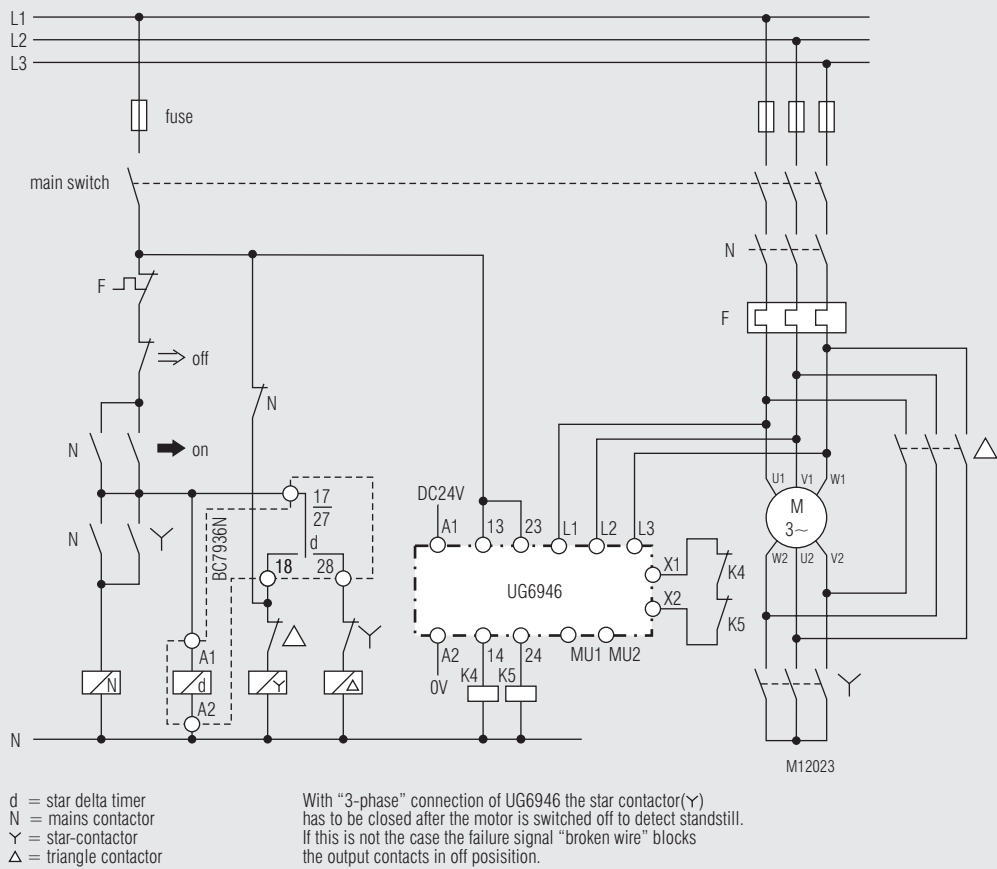 L1
L2
L3
fuse
main switch
N
F
F
off
N
N
on
U1 V1 W1
DC24V
17
27
M
3~
A1 13 23 L1 L2 L3
BC7936N
d
N
W2 U2 V2
18 28
X1
K4
UG6946
X2
K5
A1
A2 14 24 MU1 MU2
K4 K5
0V
N d Y △
A2
N
M12023
d = star delta timer
N = mains contactor
Y = star-contactor
△ = triangle contactor
With “3-phase” connection of UG6946 the star contactor(Y)
has to be closed after the motor is switched off to detect standstill.
If this is not the case the failure signal “broken wire” blocks
the output contacts in off posisition.